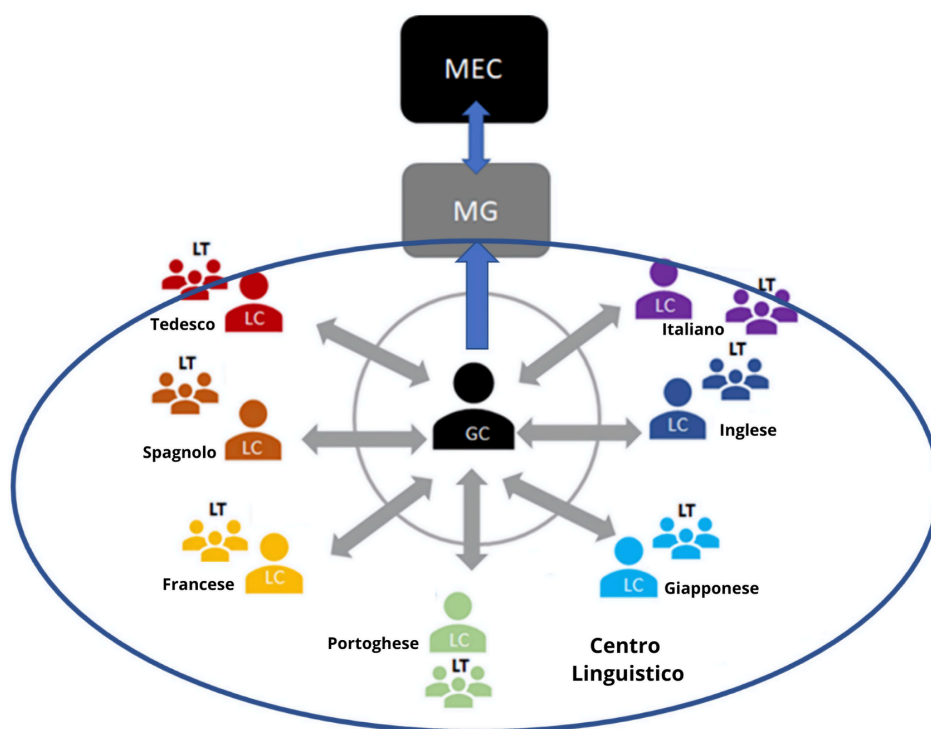 MEC
MG
LT
LC
Tedesco
LC
Italiano
LT
LT
LC
Spagnolo
GC
LT
LC
Inglese
LT
LC
Francese
LT
LC
Giapponese
Portoghese
LC
LT
Centro
Linguistico